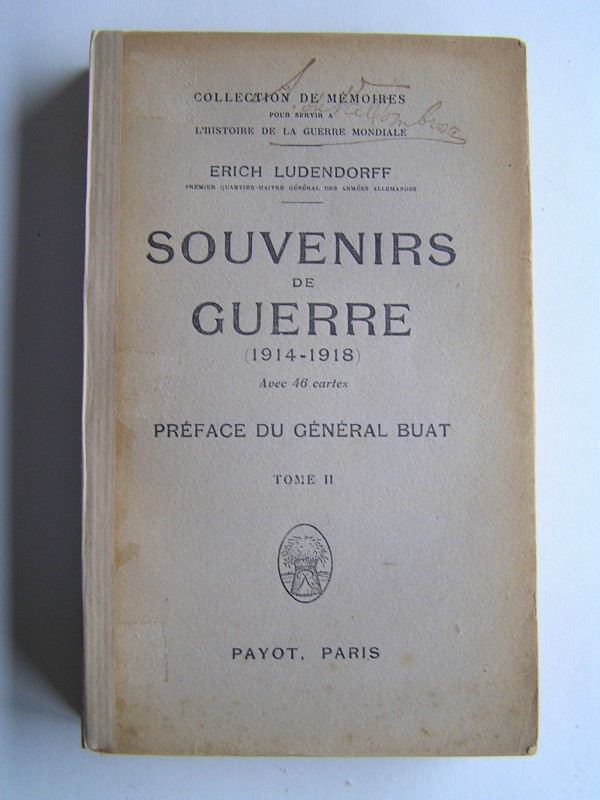 COLLECTION DE MÉMOIRES
POUR SERVIR A
L'HISTOIRE DE LA GUERRE MONDIALE
ERICH LUDENDORFF
PREMIER QUARTIER-MAITRE GÉNÉRAL DES ARMÉES ALLEMANDES
SOUVENIRS
DE
GUERRE
(1914-1918)
Avec 46 cartes
PRÉFACE DU GÉNÉRAL BUAT
TOME II
PAYOT, PARIS